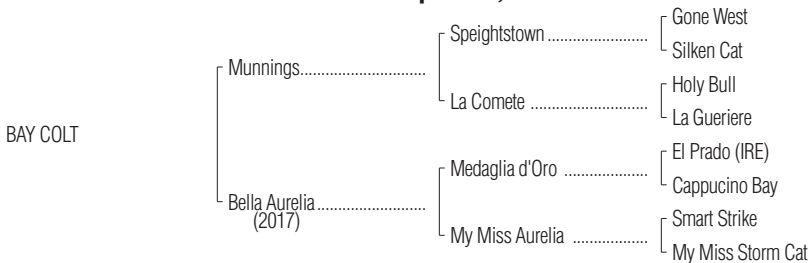 Gone West
Speightstown
Silken Cat
Munnings
Holy Bull
La Comete
La Gueriere
BAY COLT
El Prado (IRE)
Medaglia d'Oro
Cappucino Bay
Bella Aurelia
(2017)
Smart Strike
My Miss Aurelia
My Miss Storm Cat